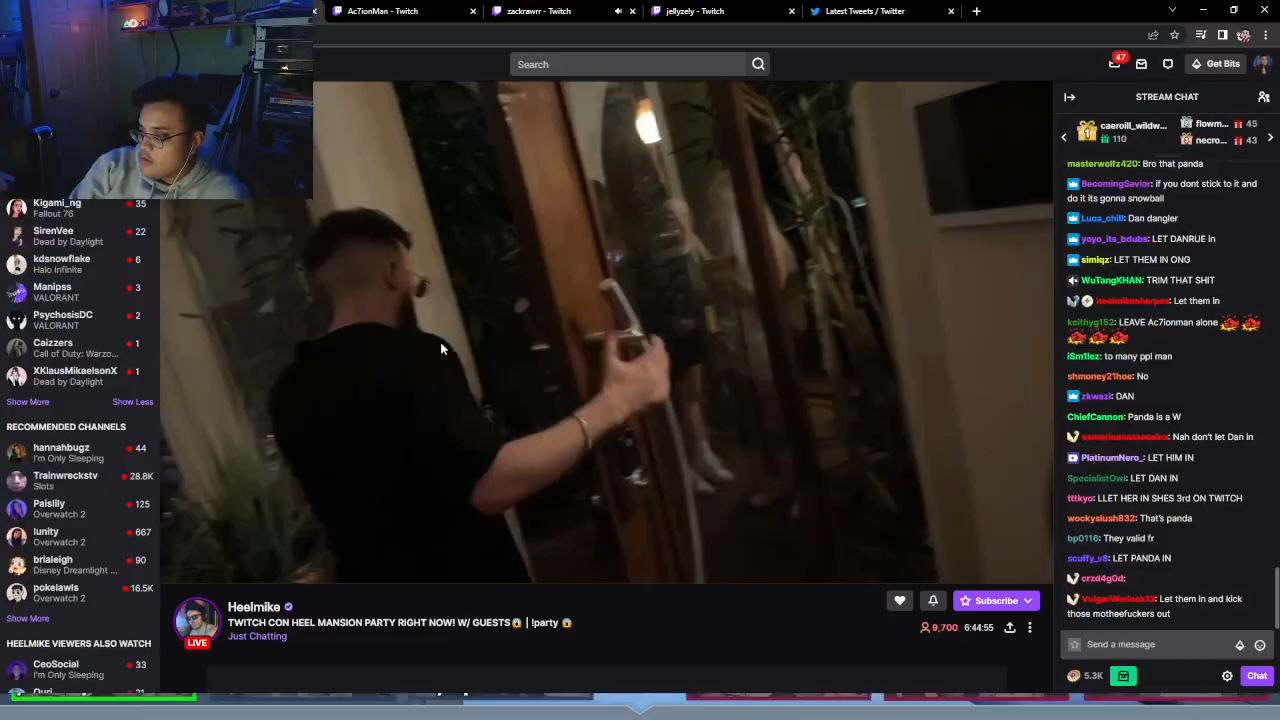 Ac7ionMan - Twitch
zackrawrr - Twitch
jellyzely - Twitch
Latest Tweets / Twitter
Search
47
Get Bits
STREAM CHAT
caeroill_wildw...
110
flowm... 45
necro... 43
Kigami_ng 35
Fallout 76
SirenVee 22
Dead by Daylight
kdsnowflake 6
Halo Infinite
Manipss 3
VALORANT
PsychosisDC 2
VALORANT
Caizzers 1
Call of Duty: Warzo...
XKlausMikaelsonX 1
Dead by Daylight
Show More Show Less
RECOMMENDED CHANNELS
hannahbugz 44
I'm Only Sleeping
Trainwreckstv 28.8K
Slots
Paisilly 125
Overwatch 2
iunity 667
Overwatch 2
brialeigh 90
Disney Dreamlight ...
pokelawls 16.5K
Overwatch 2
Show More
HEELMIKE VIEWERS ALSO WATCH
CeoSocial 33
I'm Only Sleeping
Heelmike
TWITCH CON HEEL MANSION PARTY RIGHT NOW! W/ GUESTS😱 | !party 😱
Just Chatting
LIVE
Subscribe
9,700 6:44:55
masterwolfz420: Bro that panda
BecomingSavior: if you dont stick to it and
do it its gonna snowball
Luca_chill: Dan dangler
yoyo_its_bdubs: LET DANRUE in
simiqz: LET THEM IN ONG
WuTangKHAN: TRIM THAT SHIT
heelmikesherpes: Let them in
keithyg152: LEAVE Ac7ionman alone
iSm1lez: to many ppl man
shmoney21hoe: No
zkwazi: DAN
ChiefCannon: Panda is a W
Nah don't let Dan in
PlatinumNero_: LET HIM IN
SpecialistOwl: LET DAN IN
tttkyo: LLET HER IN SHES 3rd ON TWITCH
wockyslush832: That's panda
bp0116: They valid fr
scuffy_v8: LET PANDA IN
crzd4g0d:
VulgarWarlock13: Let them in and kick
those motheefuckers out
Send a message
5.3K
Chat